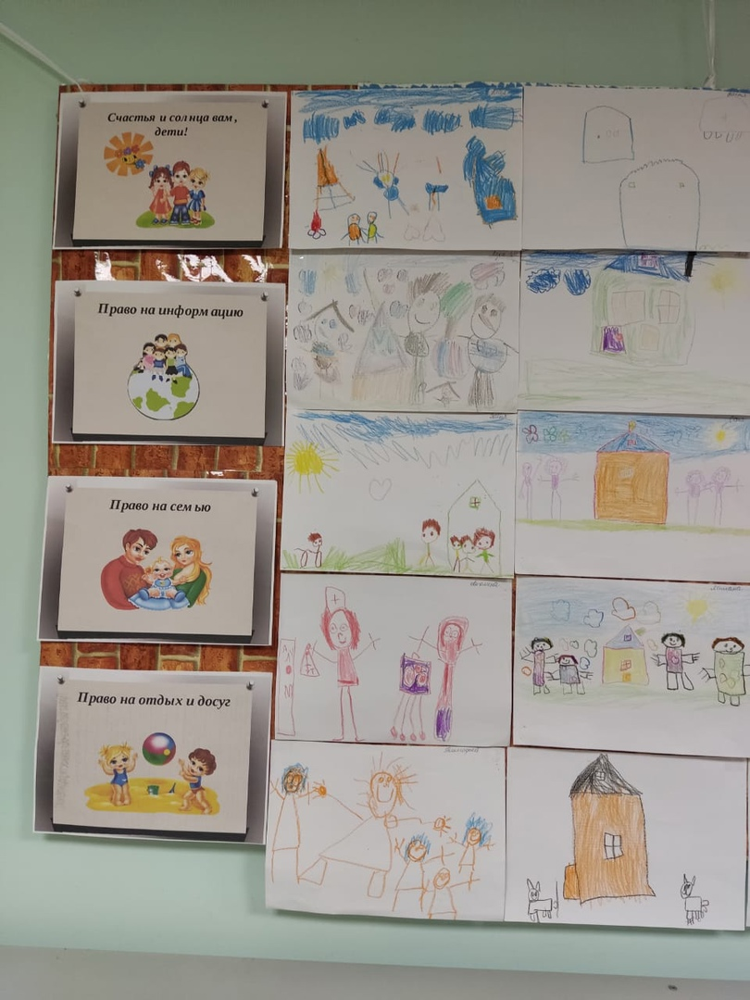 Счастья и солнца вам,
дети!
Право на информацию
Право на семью
Право на отдых и досуг